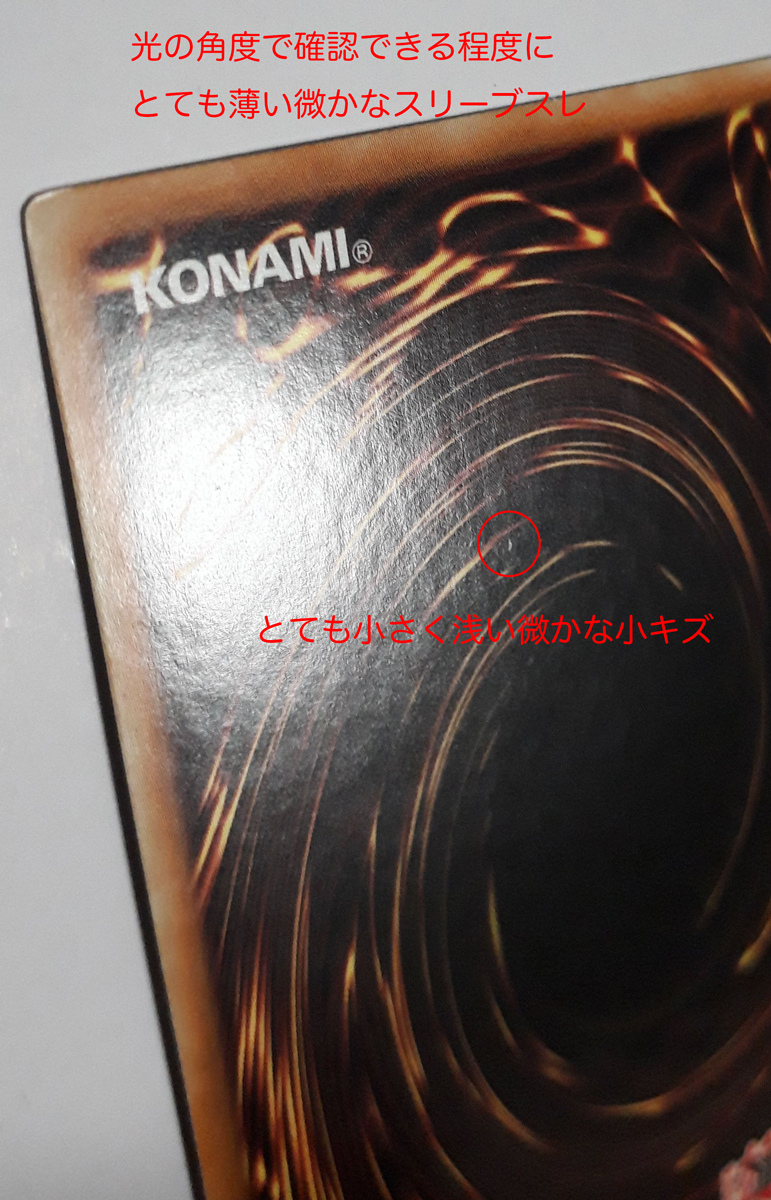 光の角度で確認できる程度に
とても薄い微かなスリーブスレ
KONAMI®
とても小さく浅い微かな小キズ